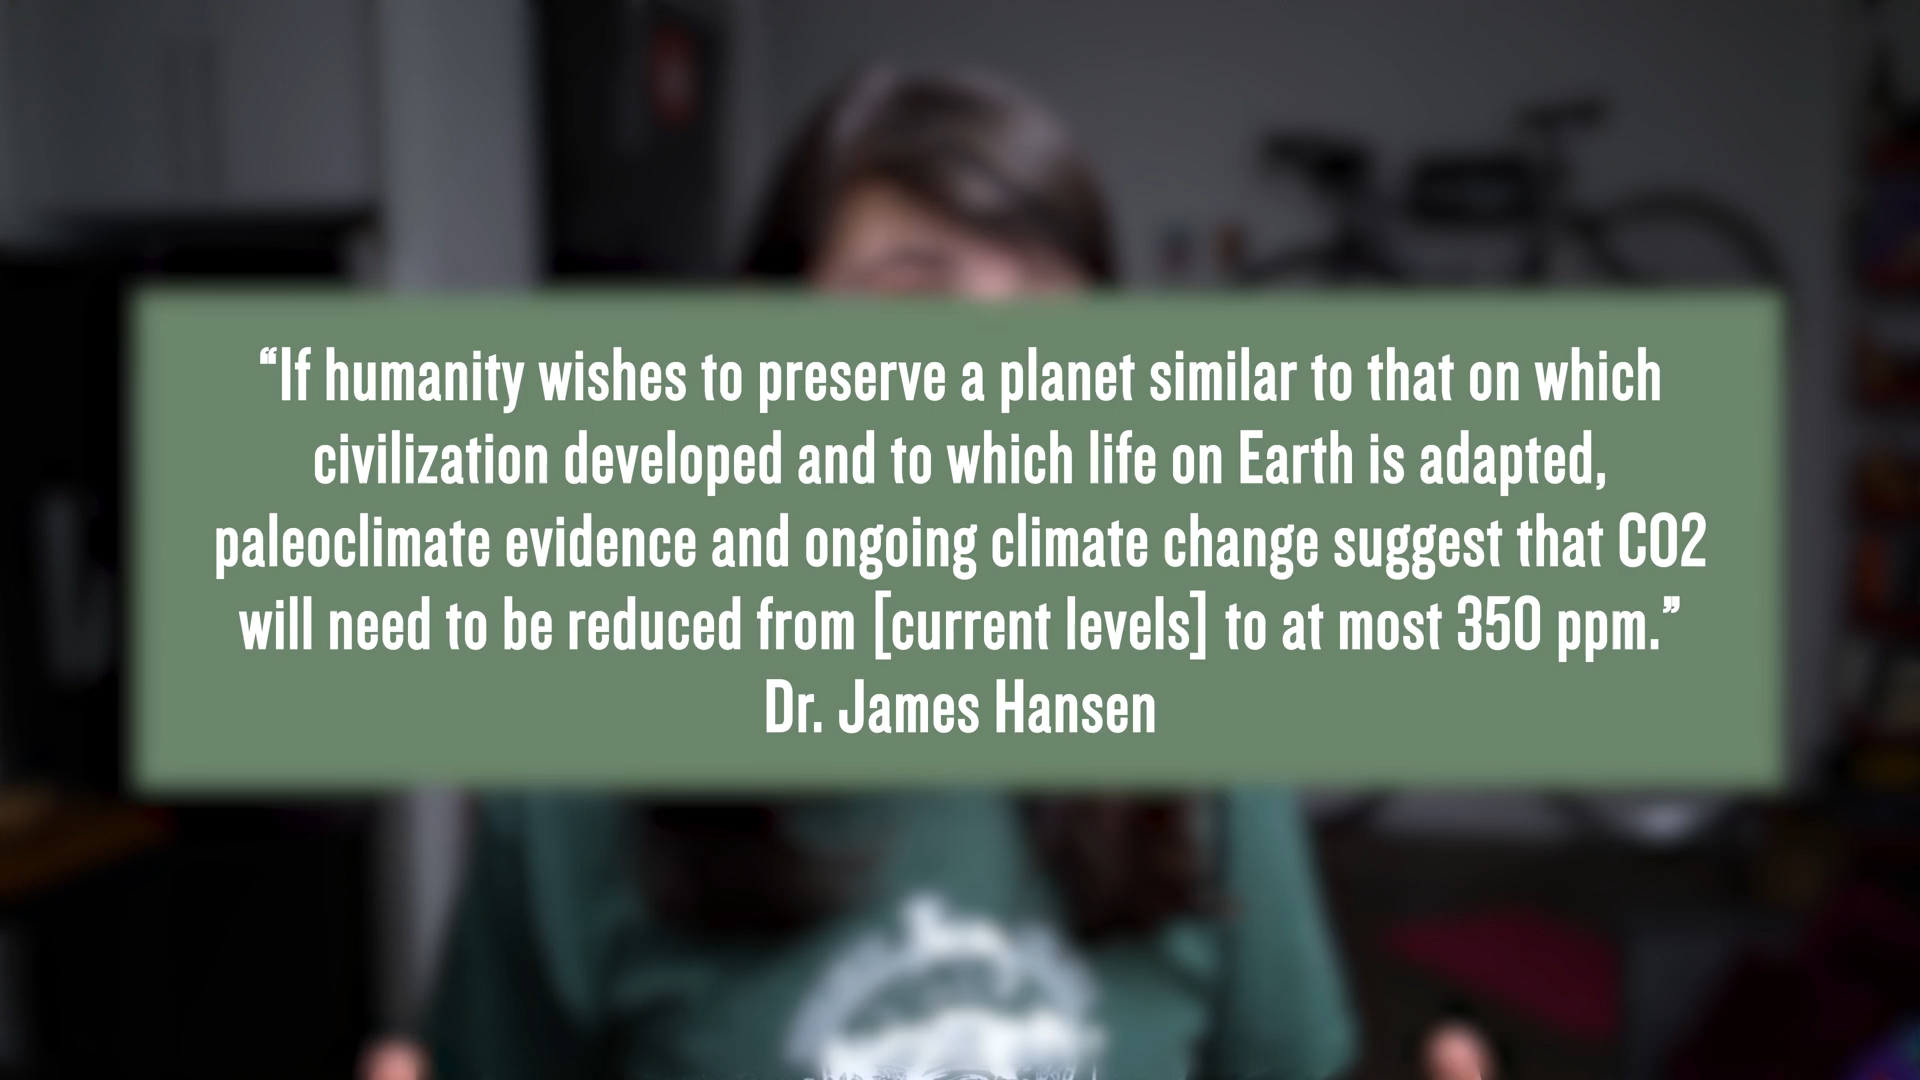 “If humanity wishes to preserve a planet similar to that on which
civilization developed and to which life on Earth is adapted,
paleoclimate evidence and ongoing climate change suggest that CO2
will need to be reduced from [current levels] to at most 350 ppm.”
Dr. James Hansen